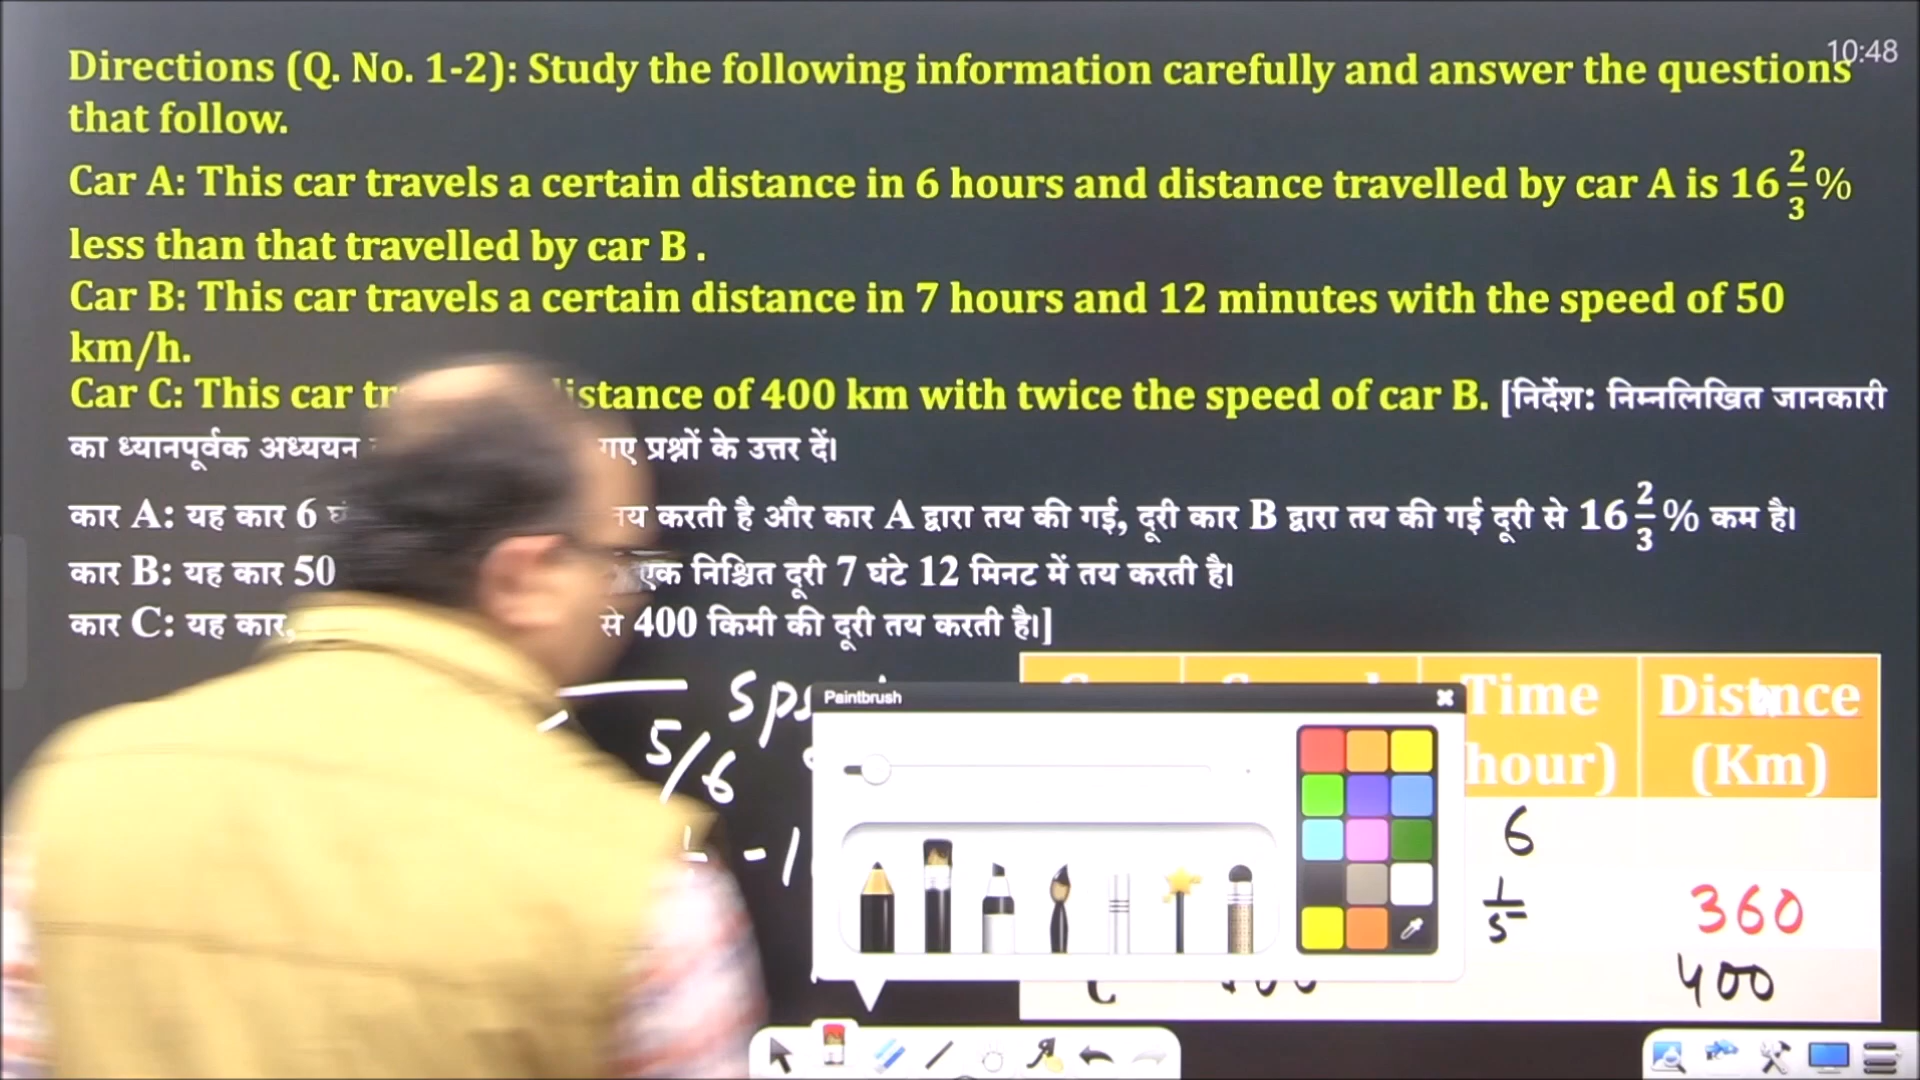 10:48
Directions (Q. No. 1-2): Study the following information carefully and answer the questions
that follow.
Car A: This car travels a certain distance in 6 hours and distance travelled by car A is 16 2/3 %
less than that travelled by car B .
Car B: This car travels a certain distance in 7 hours and 12 minutes with the speed of 50
km/h.
Car C: This car distance of 400 km with twice the speed of car B. [निर्देश: निम्नलिखित जानकारी
का ध्यानपूर्वक अध्ययन गए प्रश्नों के उत्तर दें।
कार A: यह कार 6 करती है और कार A द्वारा तय की गई, दूरी कार B द्वारा तय की गई दूरी से 16 2/3 % कम है।
कार B: यह कार 50 एक निश्चित दूरी 7 घंटे 12 मिनट में तय करती है।
कार C: यह कार, से 400 किमी की दूरी तय करती है।]
5/6
Paintbrush
Time Distance
hour) (Km)
6
1/5 360
C 400